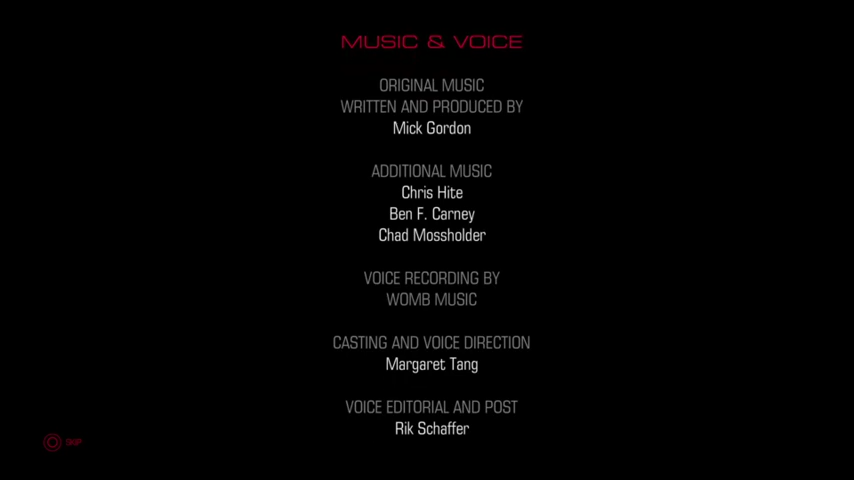 MUSIC & VOICE
ORIGINAL MUSIC
WRITTEN AND PRODUCED BY
Mick Gordon
ADDITIONAL MUSIC
Chris Hite
Ben F. Carney
Chad Mossholder
VOICE RECORDING BY
WOMB MUSIC
CASTING AND VOICE DIRECTION
Margaret Tang
VOICE EDITORIAL AND POST
Rik Schaffer
SKIP